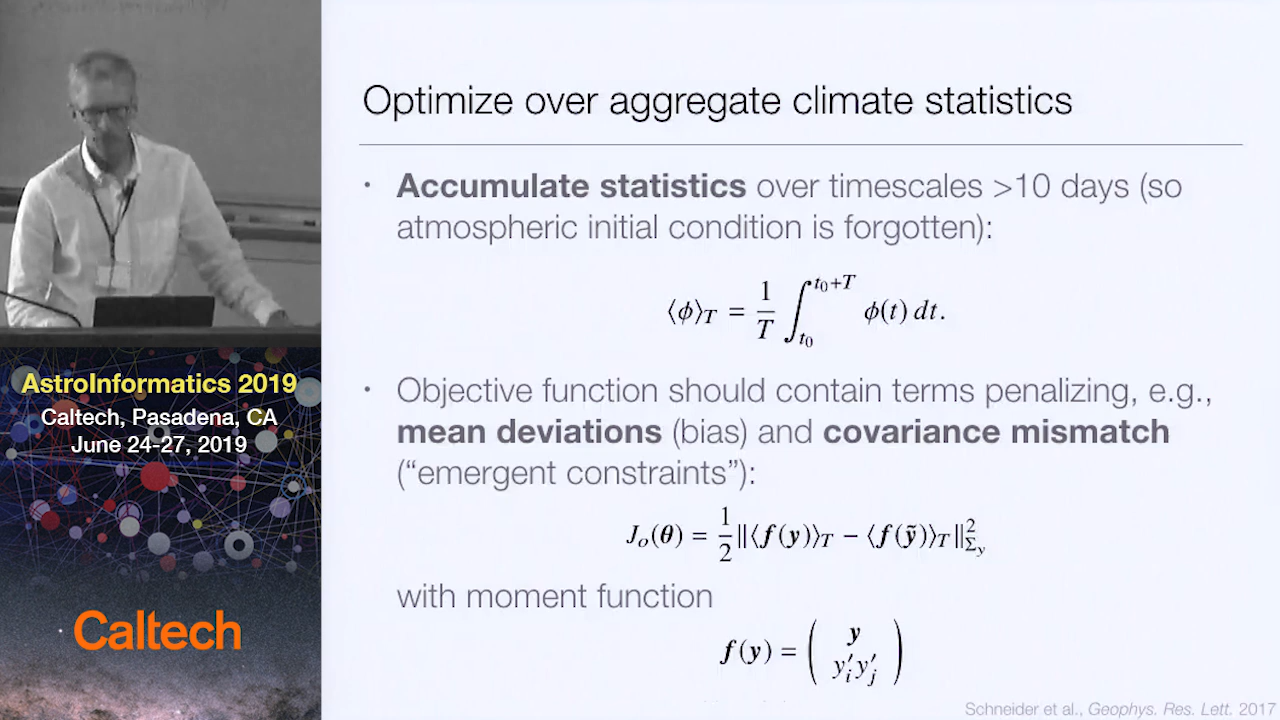 Optimize over aggregate climate statistics
• Accumulate statistics over timescales >10 days (so
atmospheric initial condition is forgotten):
⟨ϕ⟩_T = \frac{1}{T} ∫_{t_0}^{t_0+T} ϕ(t) dt.
• Objective function should contain terms penalizing, e.g.,
mean deviations (bias) and covariance mismatch
(“emergent constraints”):
J_o(θ) = \frac{1}{2} ‖⟨f(y)⟩_T − ⟨f(ỹ)⟩_T‖^2_{Σ_y}
with moment function
f(y) = ( y
y′_i y′_j )
Schneider et al., Geophys. Res. Lett. 2017
AstroInformatics 2019
Caltech, Pasadena, CA
June 24-27, 2019
Caltech